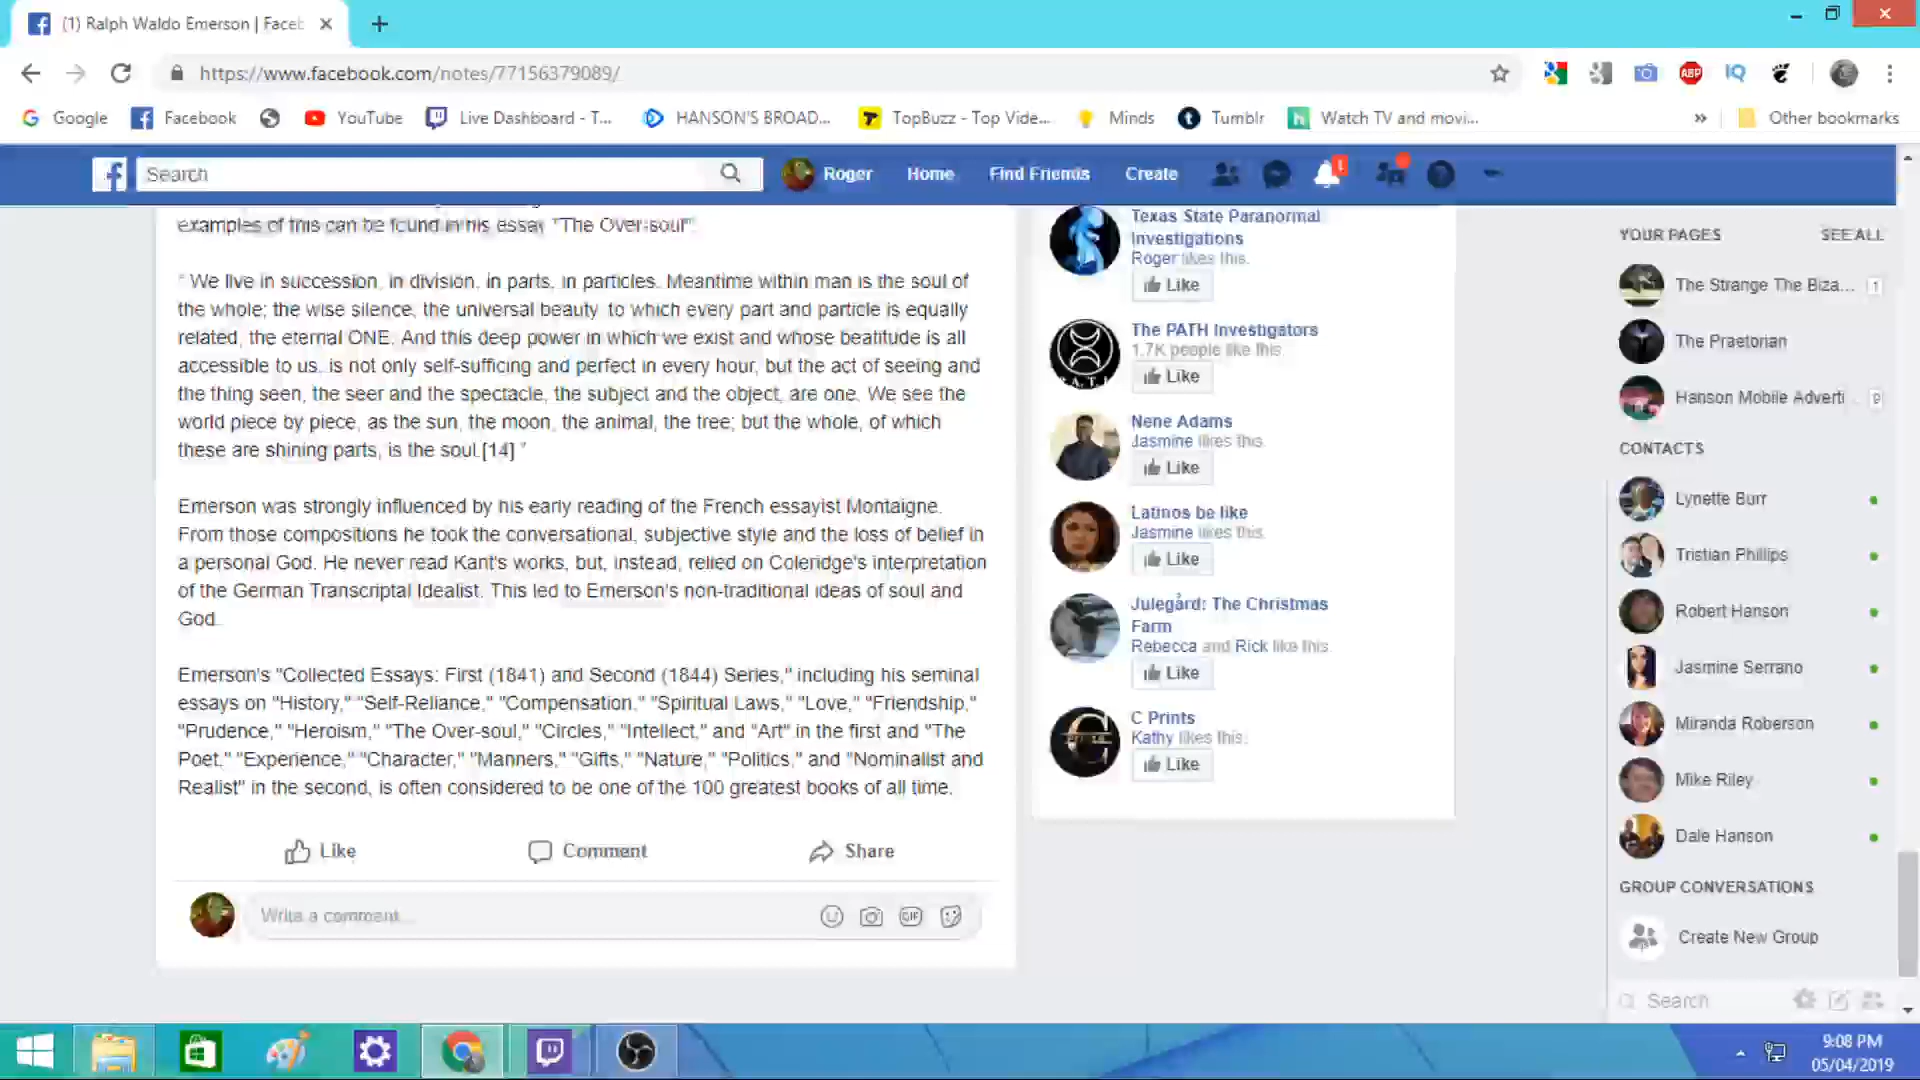 (1) Ralph Waldo Emerson | Faceb
https://www.facebook.com/notes/77156379089/
ABP
Google
Facebook
YouTube
Live Dashboard - T...
HANSON'S BROAD...
TopBuzz - Top Vide...
Minds
Tumblr
Watch TV and movi...
»
Other bookmarks
Search
Roger
Home
Find Friends
Create
1
examples of this can be found in his essay "The Over-soul".
" We live in succession, in division, in parts, in particles. Meantime within man is the soul of
the whole; the wise silence, the universal beauty, to which every part and particle is equally
related, the eternal ONE. And this deep power in which we exist and whose beatitude is all
accessible to us, is not only self-sufficing and perfect in every hour, but the act of seeing and
the thing seen, the seer and the spectacle, the subject and the object, are one. We see the
world piece by piece, as the sun, the moon, the animal, the tree; but the whole, of which
these are shining parts, is the soul.[14] "
Emerson was strongly influenced by his early reading of the French essayist Montaigne.
From those compositions he took the conversational, subjective style and the loss of belief in
a personal God. He never read Kant's works, but, instead, relied on Coleridge's interpretation
of the German Transcriptal Idealist. This led to Emerson's non-traditional ideas of soul and
God.
Emerson's "Collected Essays: First (1841) and Second (1844) Series," including his seminal
essays on "History," "Self-Reliance," "Compensation," "Spiritual Laws," "Love," "Friendship,"
"Prudence," "Heroism," "The Over-soul," "Circles," "Intellect," and "Art" in the first and "The
Poet," "Experience," "Character," "Manners," "Gifts," "Nature," "Politics," and "Nominalist and
Realist" in the second, is often considered to be one of the 100 greatest books of all time.
Like
Comment
Share
Write a comment...
GIF
Texas State Paranormal
Investigations
Roger likes this.
Like
The PATH Investigators
1.7K people like this.
Like
Nene Adams
Jasmine likes this.
Like
Latinos be like
Jasmine likes this.
Like
Julegård: The Christmas
Farm
Rebecca and Rick like this.
Like
C Prints
Kathy likes this.
Like
YOUR PAGES
SEE ALL
The Strange The Biza...
1
The Praetorian
Hanson Mobile Adverti...
9
CONTACTS
Lynette Burr
Tristian Phillips
Robert Hanson
Jasmine Serrano
Miranda Roberson
Mike Riley
Dale Hanson
GROUP CONVERSATIONS
Create New Group
Search
9:08 PM
05/04/2019